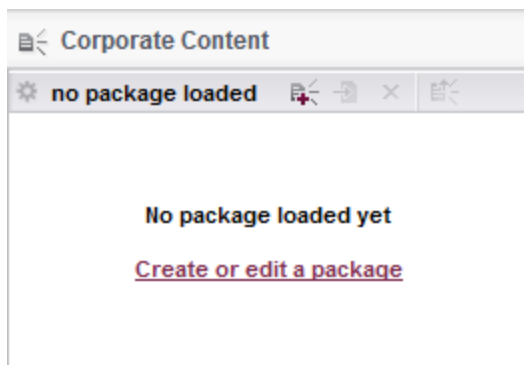 Corporate Content
no package loaded
No package loaded yet
Create or edit a package